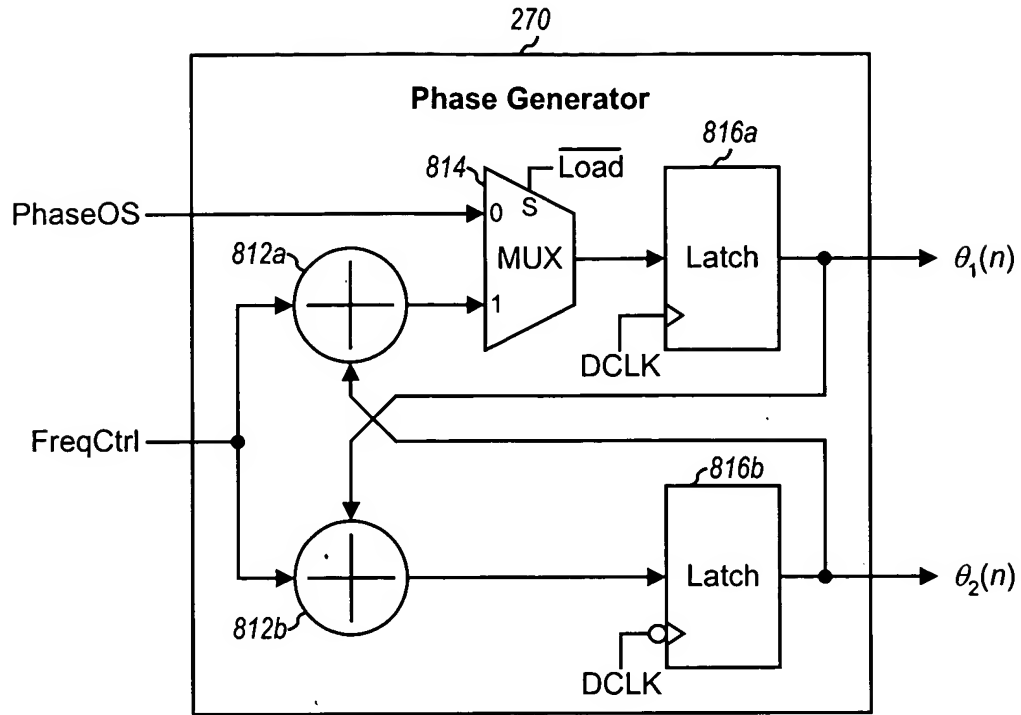 270
Phase Generator
816a
814
Load
PhaseOS
0
S
812a
MUX
Latch
θ1(n)
1
DCLK
FreqCtrl
816b
Latch
θ2(n)
812b
DCLK